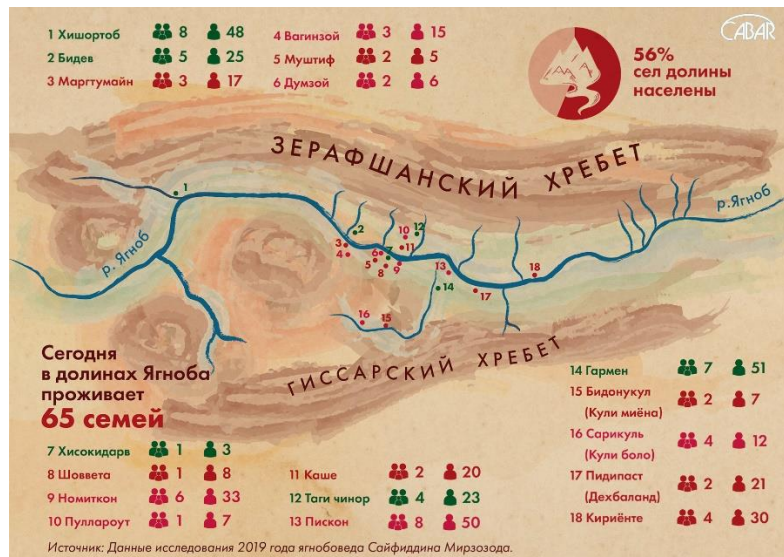 1 Хишортоб 8 48
2 Бидев 5 25
3 Маргтумайн 3 17
4 Вагинзой 3 15
5 Муштиф 2 5
6 Думзой 2 6
CABAR
56%
сел долины
населены
ЗЕРАФШАНСКИЙ ХРЕБЕТ
р. Ягноб
р.Ягноб
1
2
3
4
5
6
7
8
9
10
11
12
13
14
15
16
17
18
ГИССАРСКИЙ ХРЕБЕТ
Сегодня
в долинах Ягноба
проживает
65 семей
7 Хисокидарв 1 3
8 Шоввета 1 8
9 Номиткон 6 33
10 Пуллароут 1 7
11 Каше 2 20
12 Таги чинор 4 23
13 Пискон 8 50
14 Гармен 7 51
15 Бидонукул 2 7
(Кули миёна)
16 Сарикуль 4 12
(Кули боло)
17 Пидипаст 2 21
(Дехбаланд)
18 Кириёнте 4 30
Источник: Данные исследования 2019 года ягнобоведа Сайфиддина Мирзозода.